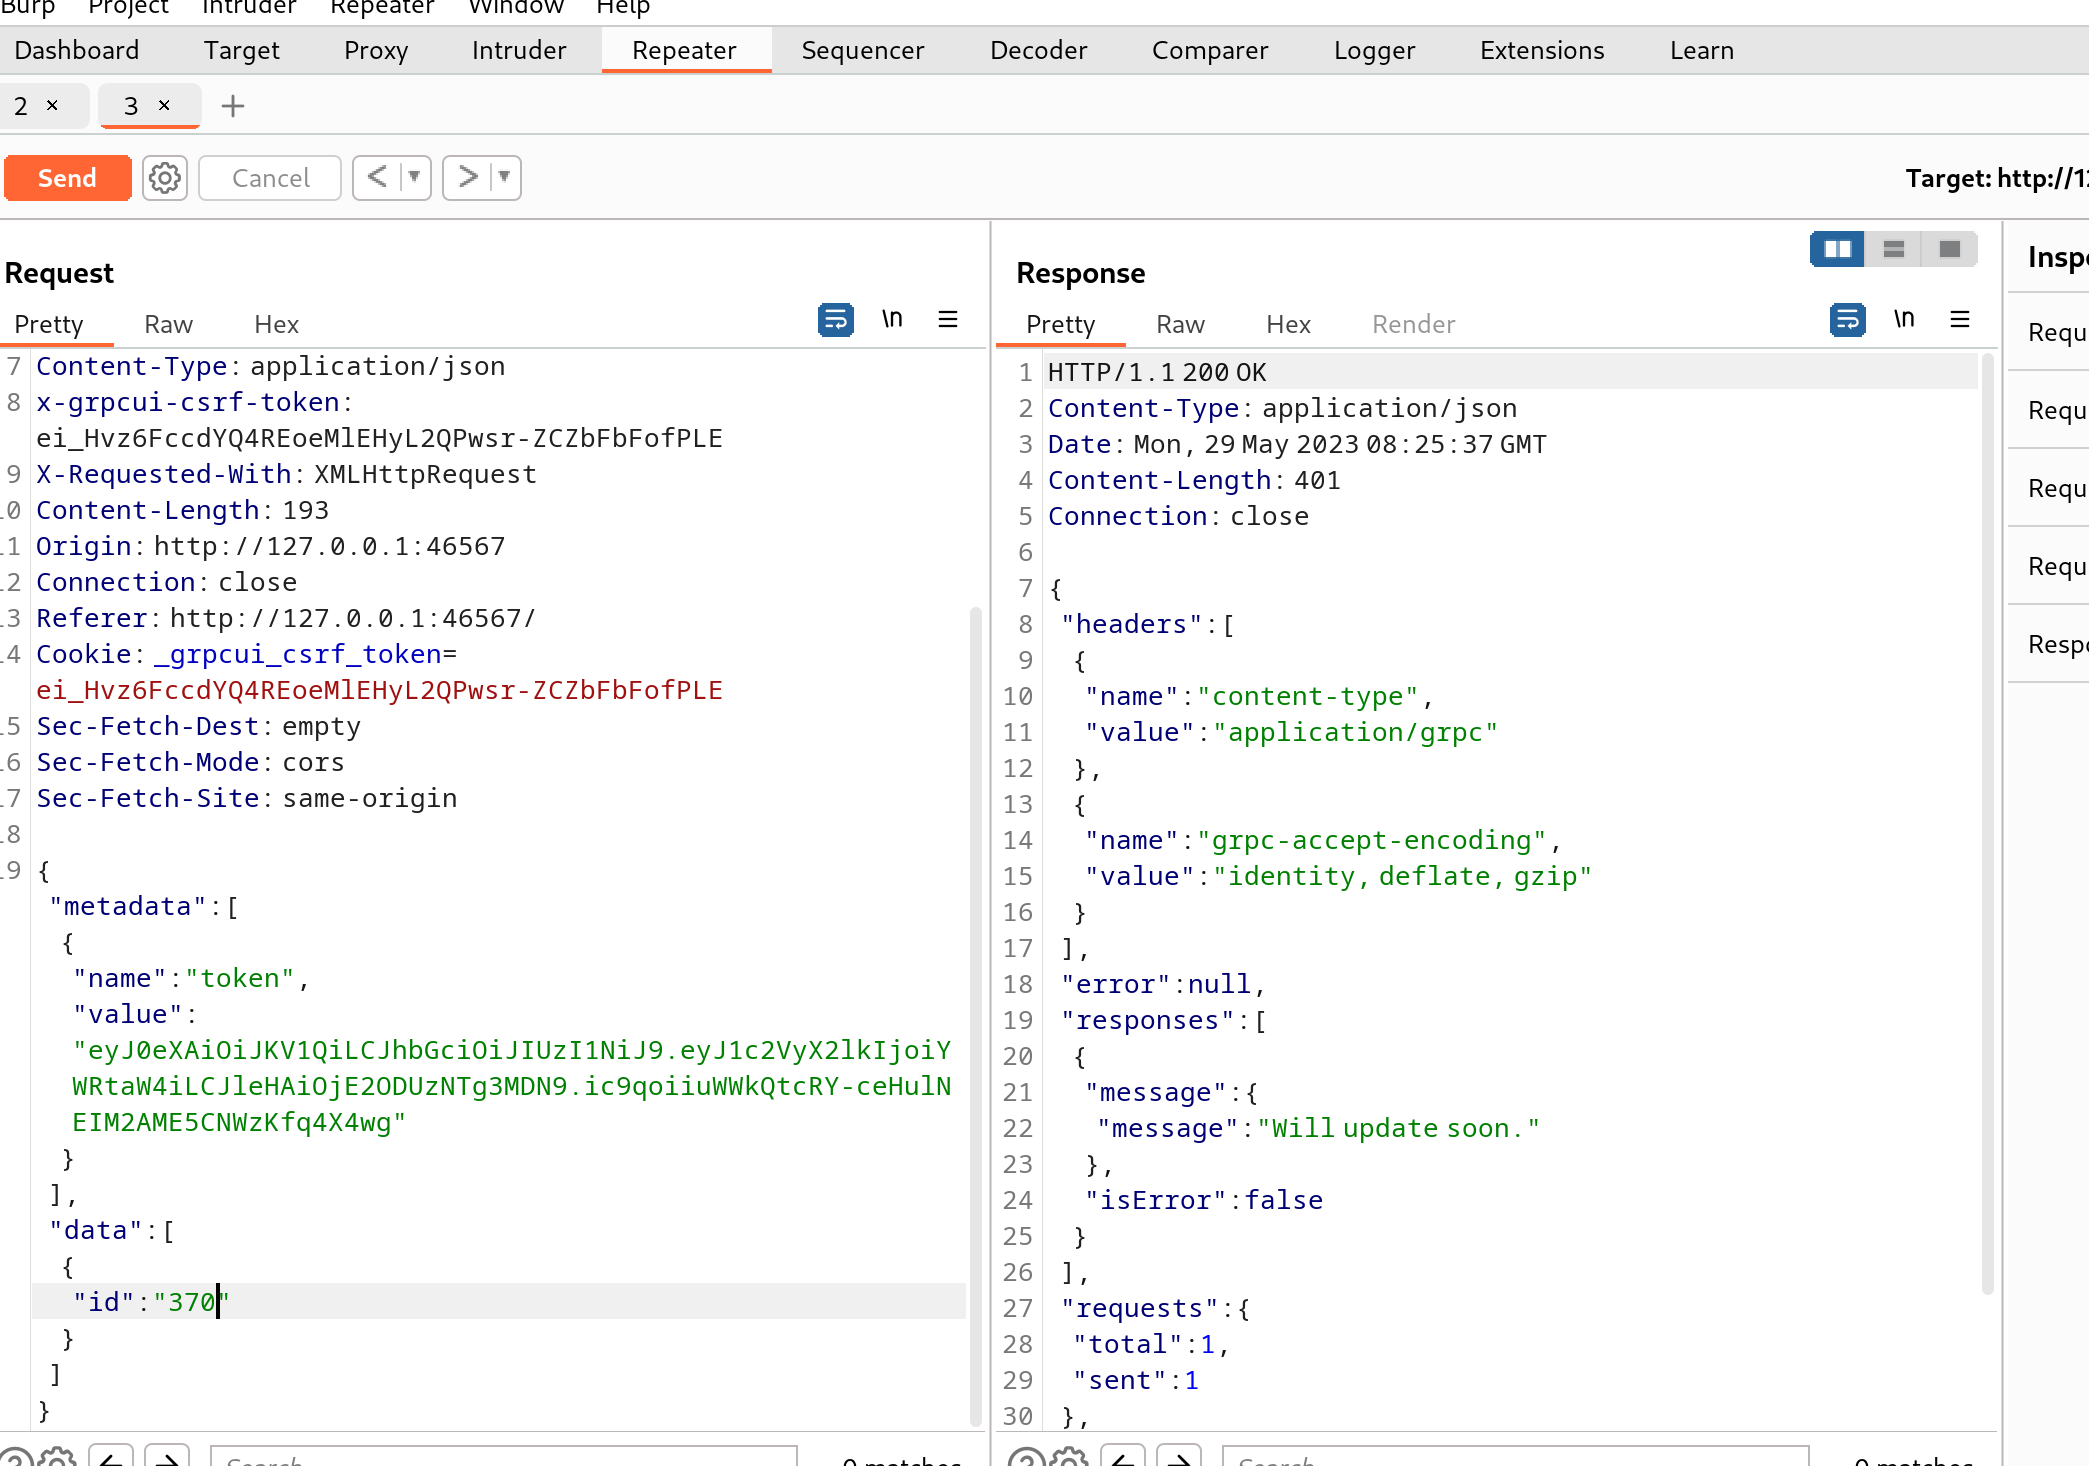 Burp Project Intruder Repeater Window Help
Dashboard Target Proxy Intruder Repeater Sequencer Decoder Comparer Logger Extensions Learn
2 × 3 × +
Send Cancel < ▼ > ▼ Target: http://12
Request
Pretty Raw Hex \n
7 Content-Type: application/json
8 x-grpcui-csrf-token:
ei_Hvz6FccdYQ4REoeMlEHyL2QPwsr-ZCZbFbFofPLE
9 X-Requested-With: XMLHttpRequest
10 Content-Length: 193
11 Origin: http://127.0.0.1:46567
12 Connection: close
13 Referer: http://127.0.0.1:46567/
14 Cookie: _grpcui_csrf_token=
ei_Hvz6FccdYQ4REoeMlEHyL2QPwsr-ZCZbFbFofPLE
15 Sec-Fetch-Dest: empty
16 Sec-Fetch-Mode: cors
17 Sec-Fetch-Site: same-origin
18
19 {
"metadata":[
{
"name":"token",
"value":
"eyJ0eXAiOiJKV1QiLCJhbGciOiJIUzI1NiJ9.eyJ1c2VyX2lkIjoiY
WRtaW4iLCJleHAiOjE2ODUzNTg3MDN9.ic9qoiiuWWkQtcRY-ceHulN
EIM2AME5CNWzKfq4X4wg"
}
],
"data":[
{
"id":"370"
}
]
}
Search 0 matches
Response
Pretty Raw Hex Render \n
1 HTTP/1.1 200 OK
2 Content-Type: application/json
3 Date: Mon, 29 May 2023 08:25:37 GMT
4 Content-Length: 401
5 Connection: close
6
7 {
8 "headers":[
9 {
10 "name":"content-type",
11 "value":"application/grpc"
12 },
13 {
14 "name":"grpc-accept-encoding",
15 "value":"identity, deflate, gzip"
16 }
17 ],
18 "error":null,
19 "responses":[
20 {
21 "message":{
22 "message":"Will update soon."
23 },
24 "isError":false
25 }
26 ],
27 "requests":{
28 "total":1,
29 "sent":1
30 },
Search 0 matches
Inspe
Requ
Requ
Requ
Requ
Respo